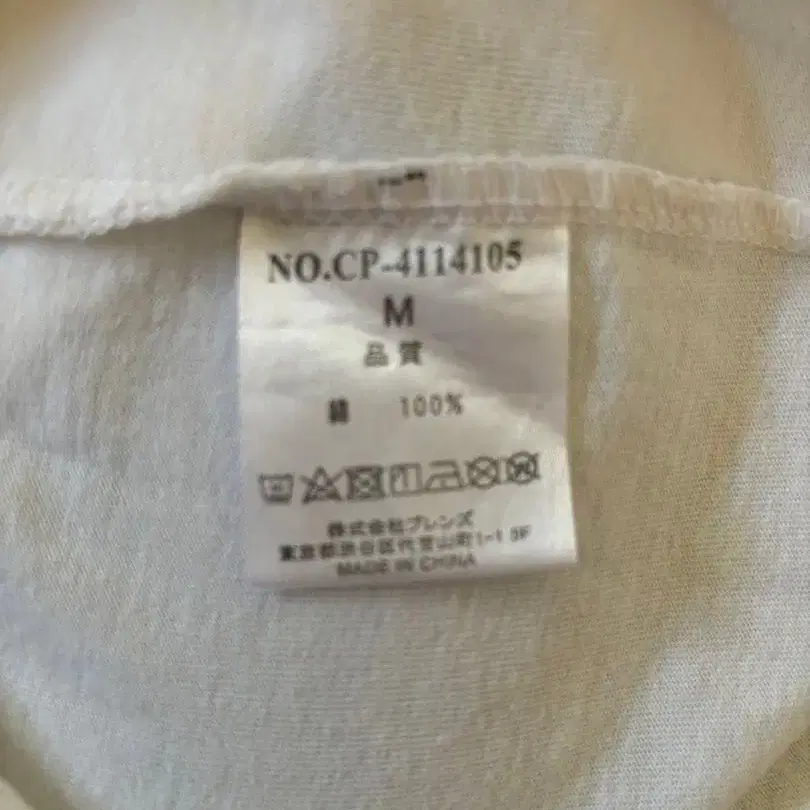 NO.CP-4114105
M
品質
綿 100%
株式会社ブレンズ
東京都渋谷区代官山町1-1 3F
MADE IN CHINA